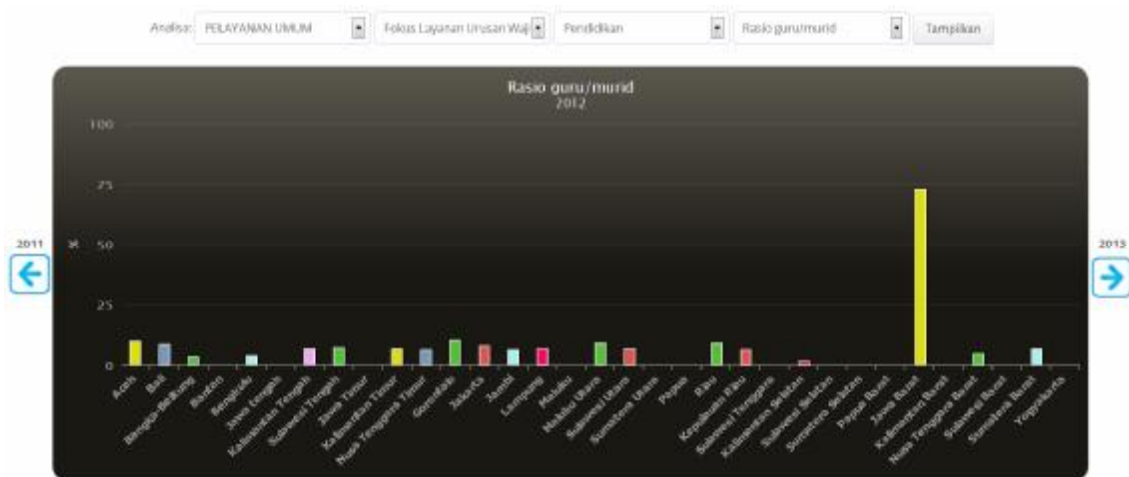 Analisa: PELAYANAN UMUM Fokus Layanan Urusan Waji Pendidikan Rasio guru/murid Tampilkan
Rasio guru/murid
2012
100
75
2011 % 50 2013
25
0
Aceh Bali Bangka-Belitung Banten Bengkulu Jawa Tengah Kalimantan Tengah Sulawesi Tengah Jawa Timur Kalimantan Timur Nusa Tenggara Timur Gorontalo Jakarta Jambi Lampung Maluku Maluku Utara Sulawesi Utara Sumatera Utara Papua Riau Kepulauan Riau Sulawesi Tenggara Kalimantan Selatan Sulawesi Selatan Sumatera Selatan Papua Barat Jawa Barat Kalimantan Barat Nusa Tenggara Barat Sulawesi Barat Sumatera Barat Yogyakarta